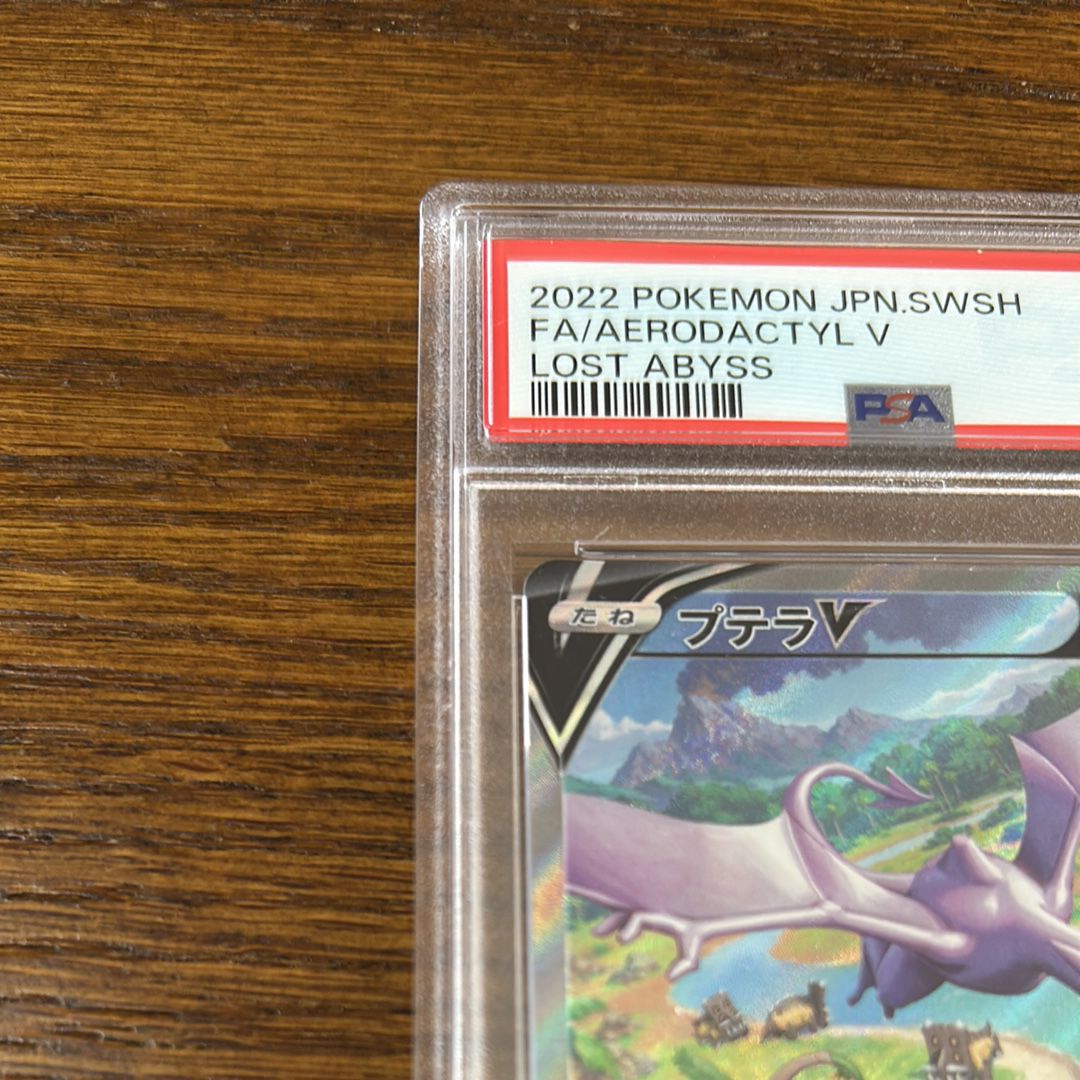 2022 POKEMON JPN.SWSH
FA/AERODACTYL V
LOST ABYSS
PSA
たね プテラV